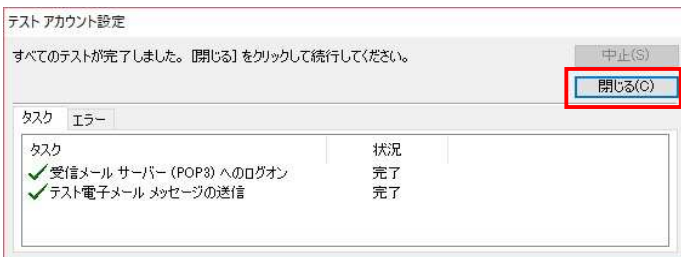 テスト アカウント設定
すべてのテストが完了しました。[閉じる] をクリックして続行してください。
中止(S)
閉じる(C)
タスク エラー
タスク 状況
受信メール サーバー (POP3) へのログオン 完了
テスト電子メール メッセージの送信 完了